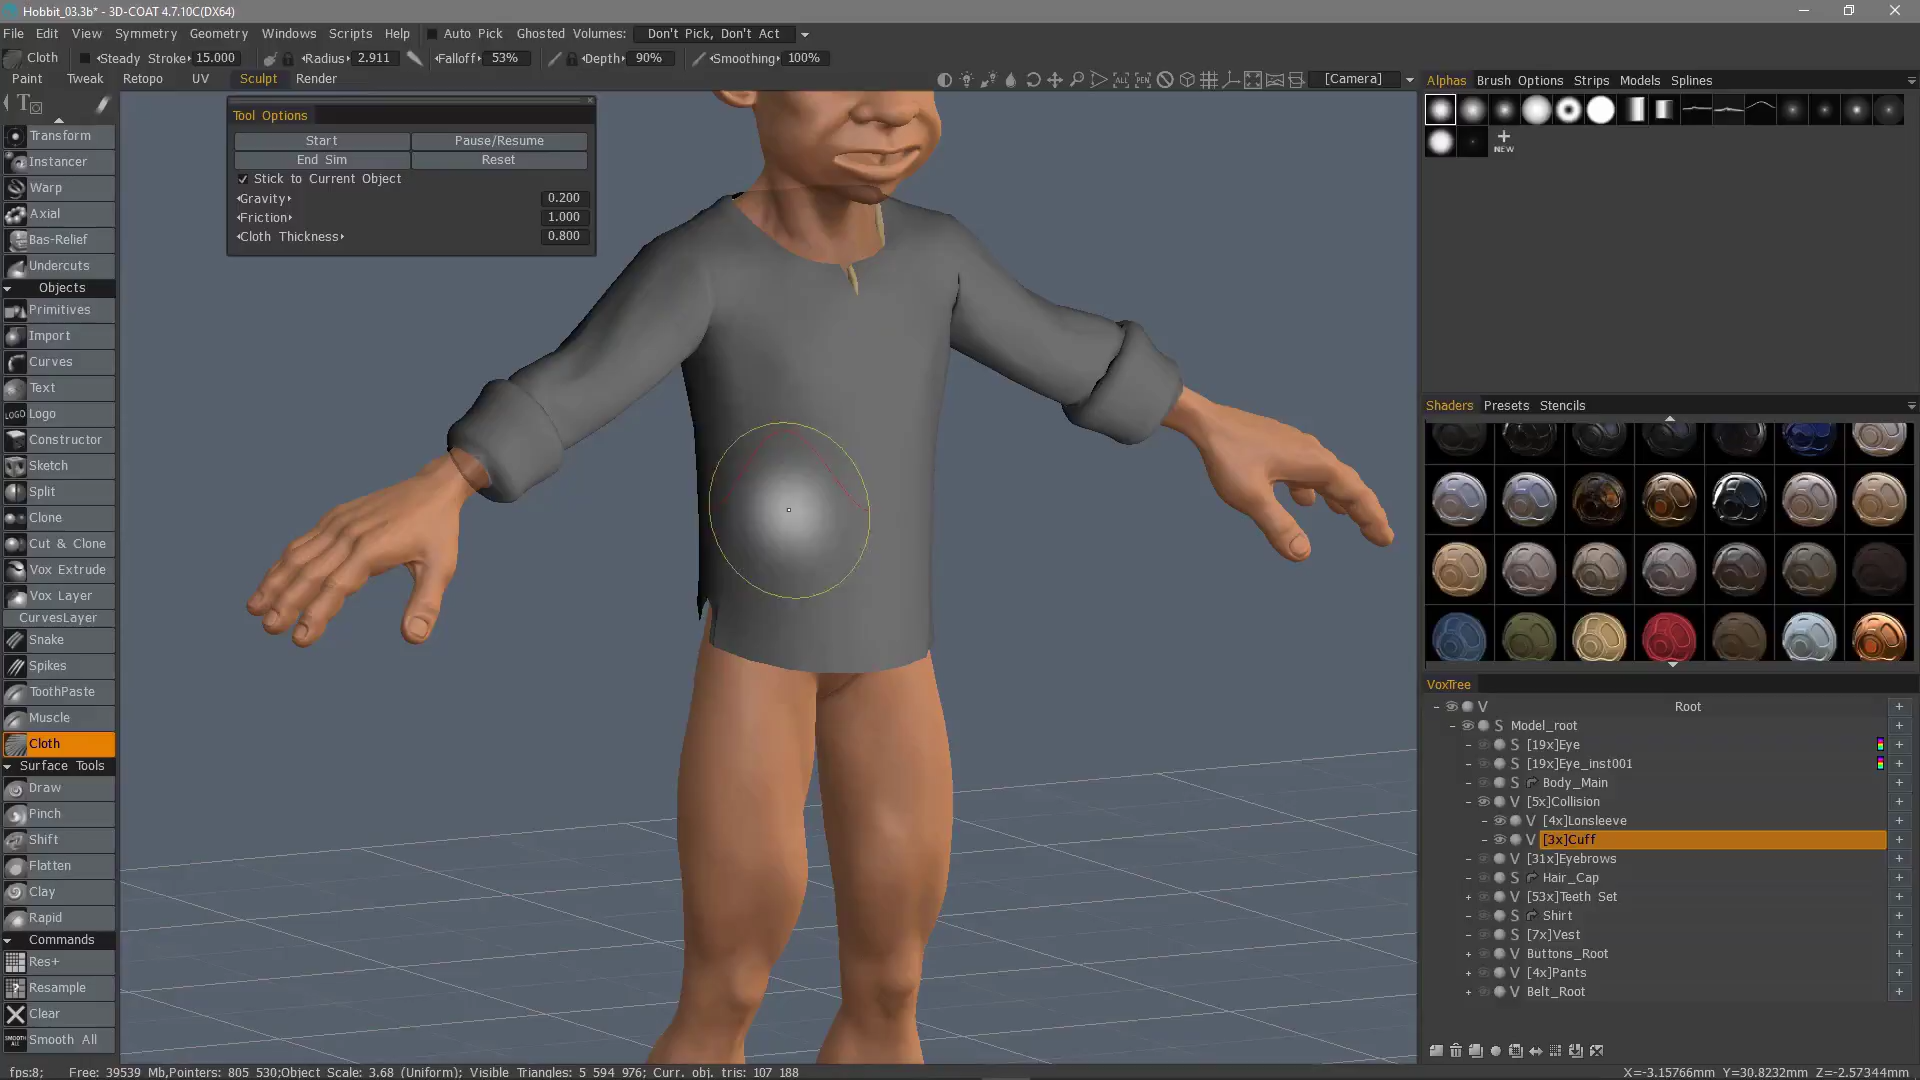 Hobbit_03.3b* - 3D-COAT 4.7.10C(DX64)
File Edit View Symmetry Geometry Windows Scripts Help Auto Pick Ghosted Volumes: Don't Pick, Don't Act
Cloth Steady Stroke 15.000 Radius 2.911 Falloff 53% Depth 90% Smoothing 100%
Paint Tweak Retopo UV Sculpt Render [Camera]
Tool Options
Start Pause/Resume
End Sim Reset
Stick to Current Object
Gravity 0.200
Friction 1.000
Cloth Thickness 0.800
Transform
Instancer
Warp
Axial
Bas-Relief
Undercuts
Objects
Primitives
Import
Curves
Text
LOGO Logo
Constructor
Sketch
Split
Clone
Cut & Clone
Vox Extrude
Vox Layer
CurvesLayer
Snake
Spikes
ToothPaste
Muscle
Cloth
Surface Tools
Draw
Pinch
Shift
Flatten
Clay
Rapid
Commands
Res+
Resample
Clear
Smooth All
Alphas Brush Options Strips Models Splines
NEW
Shaders Presets Stencils
VoxTree
V Root
S Model_root
S [19x]Eye
S [19x]Eye_inst001
S Body_Main
V [5x]Collision
V [4x]Lonsleeve
V [3x]Cuff
V [31x]Eyebrows
S Hair_Cap
V [53x]Teeth Set
S Shirt
S [7x]Vest
V Buttons_Root
V [4x]Pants
V Belt_Root
fps:8; Free: 39539 Mb,Pointers: 805 530;Object Scale: 3.68 (Uniform); Visible Triangles: 5 594 976; Curr. obj. tris: 107 188
X=-3.15766mm Y=30.8232mm Z=-2.57344mm